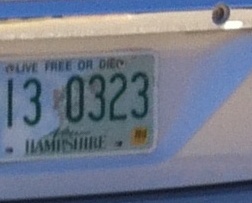 LIVE FREE OR DIE
13 0323
HAMPSHIRE